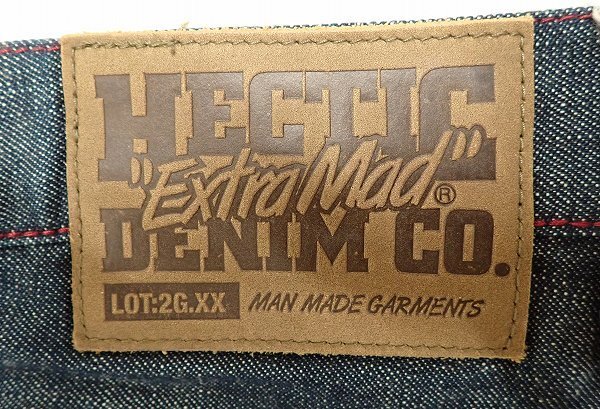 HECTIC
"Extra Mad"®
DENIM CO.
LOT:2G.XX MAN MADE GARMENTS